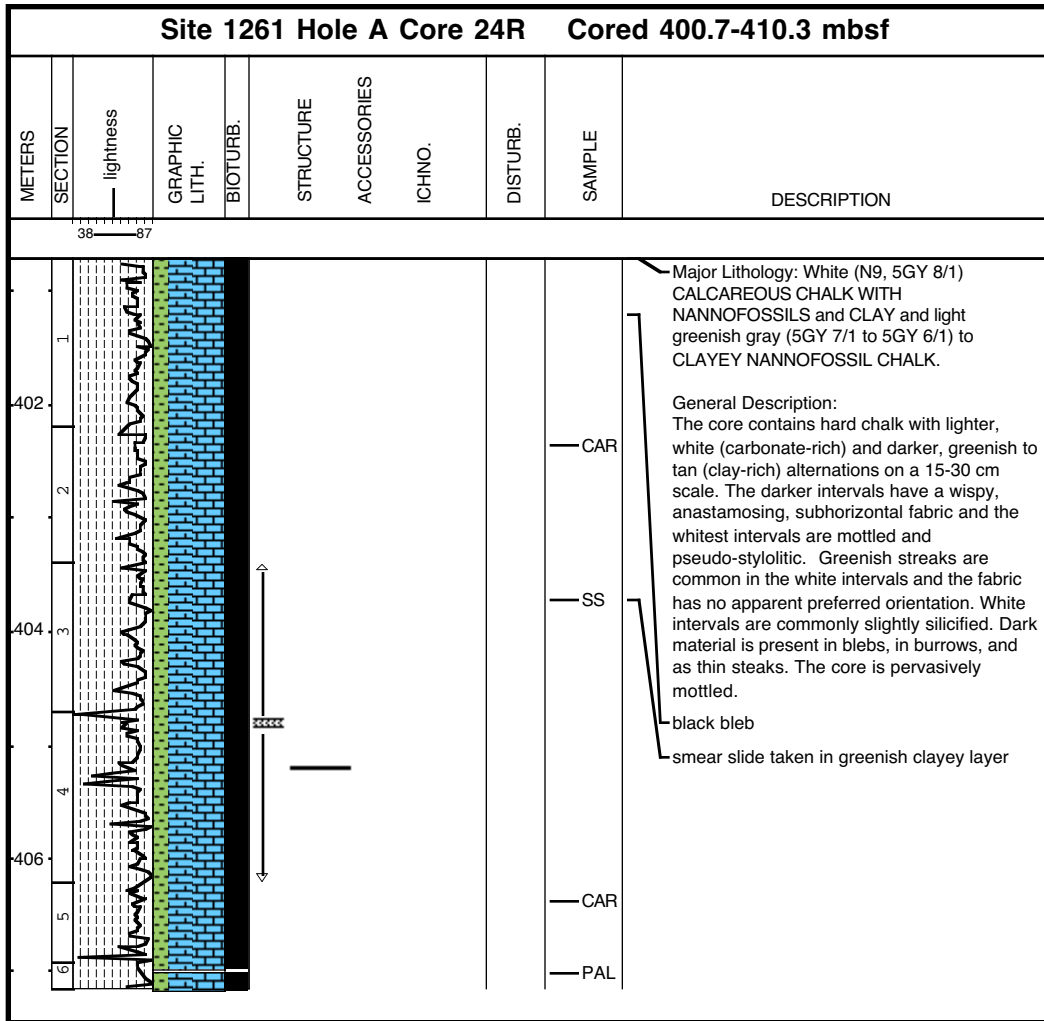 Site 1261 Hole A Core 24R Cored 400.7-410.3 mbsf
METERS
SECTION
lightness
GRAPHIC
LITH.
BIOTURB.
STRUCTURE
ACCESSORIES
ICHNO.
DISTURB.
SAMPLE
DESCRIPTION
38 87
1
402
2
3
404
4
406
5
6
CAR
SS
CAR
PAL
Major Lithology: White (N9, 5GY 8/1)
CALCAREOUS CHALK WITH
NANNOFOSSILS and CLAY and light
greenish gray (5GY 7/1 to 5GY 6/1) to
CLAYEY NANNOFOSSIL CHALK.
General Description:
The core contains hard chalk with lighter,
white (carbonate-rich) and darker, greenish to
tan (clay-rich) alternations on a 15-30 cm
scale. The darker intervals have a wispy,
anastamosing, subhorizontal fabric and the
whitest intervals are mottled and
pseudo-stylolitic. Greenish streaks are
common in the white intervals and the fabric
has no apparent preferred orientation. White
intervals are commonly slightly silicified. Dark
material is present in blebs, in burrows, and
as thin steaks. The core is pervasively
mottled.
black bleb
smear slide taken in greenish clayey layer